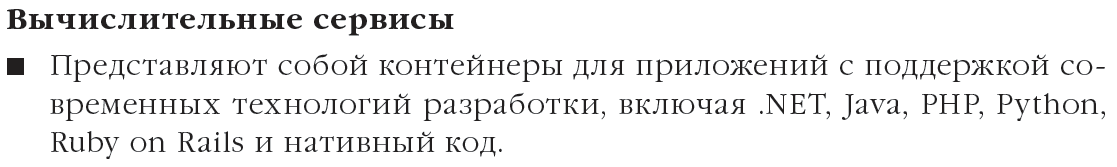 Вычислительные сервисы
■ Представляют собой контейнеры для приложений с поддержкой со-
временных технологий разработки, включая .NET, Java, PHP, Python,
Ruby on Rails и нативный код.